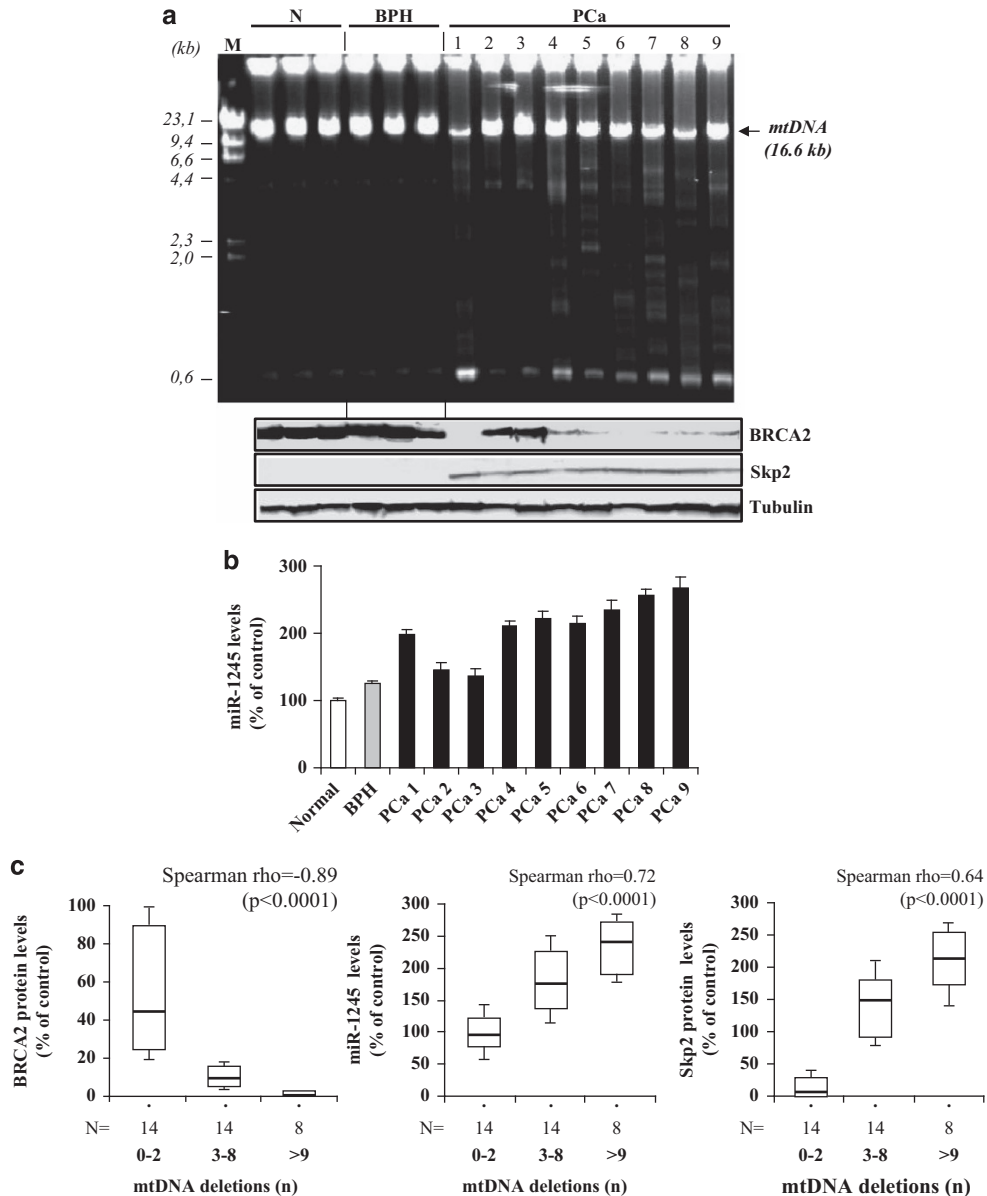 a
N BPH PCa
(kb) M 1 2 3 4 5 6 7 8 9
23,1
9,4
6,6
4,4
2,3
2,0
0,6
mtDNA
(16.6 kb)
BRCA2
Skp2
Tubulin
b
miR-1245 levels
(% of control)
300
200
100
0
Normal
BPH
PCa 1
PCa 2
PCa 3
PCa 4
PCa 5
PCa 6
PCa 7
PCa 8
PCa 9
c
Spearman rho=-0.89
(p<0.0001)
BRCA2 protein levels
(% of control)
100
80
60
40
20
0
N= 14 14 8
0-2 3-8 >9
mtDNA deletions (n)
Spearman rho=0.72
(p<0.0001)
miR-1245 levels
(% of control)
300
250
200
150
100
50
0
N= 14 14 8
0-2 3-8 >9
mtDNA deletions (n)
Spearman rho=0.64
(p<0.0001)
Skp2 protein levels
(% of control)
300
250
200
150
100
50
0
N= 14 14 8
0-2 3-8 >9
mtDNA deletions (n)